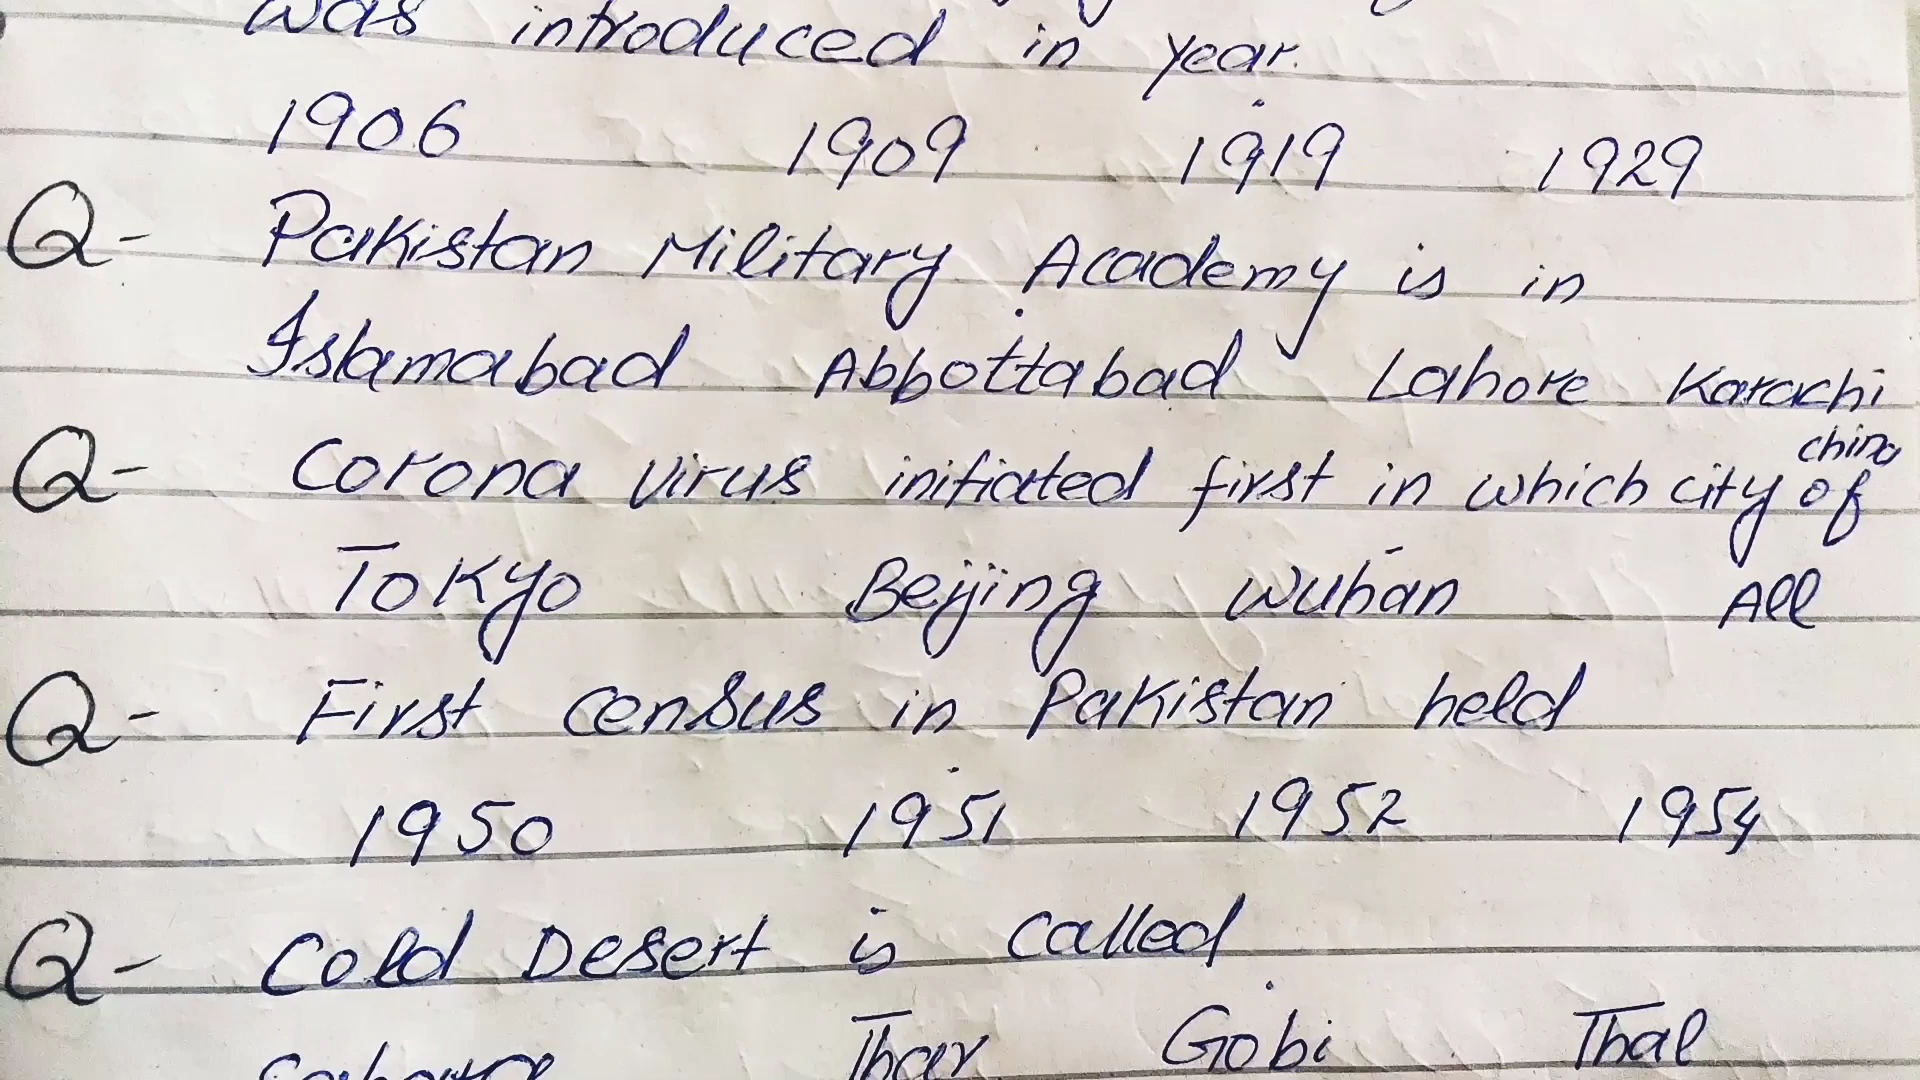 was introduced in year.
1906 1909 1919 1929
Q- Pakistan Military Academy is in
Islamabad Abbottabad Lahore Karachi
Q- Corona virus initiated first in which city of china
Tokyo Beijing Wuhan All
Q- First census in Pakistan held
1950 1951 1952 1954
Q- Cold Desert is called
Thar Gobi Thal